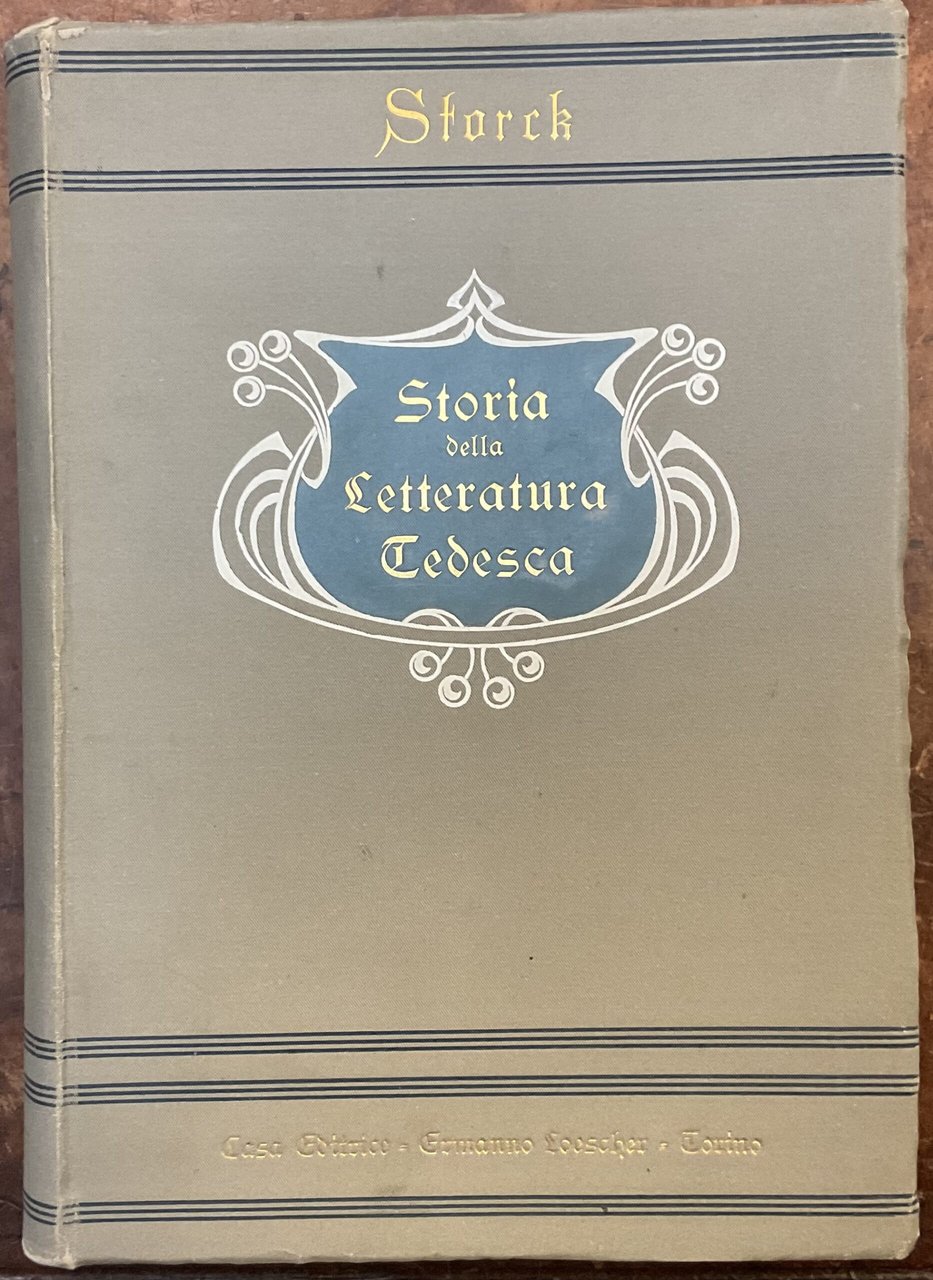 Storck
Storia
della
Letteratura
Tedesca
Casa Editrice - Ermanno Loescher - Torino